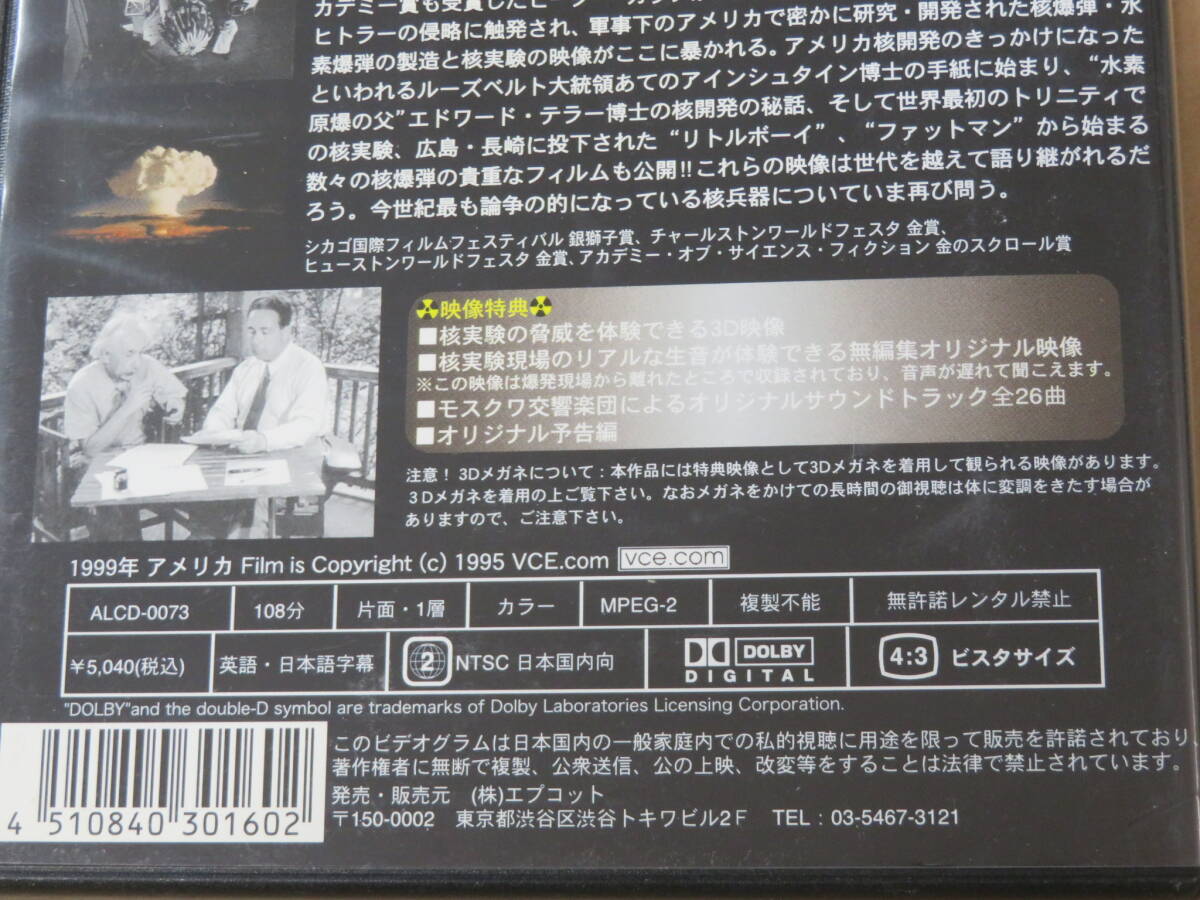 ヒトラーの侵略に触発され、軍事下のアメリカで密かに研究・開発された核爆弾・水
素爆弾の製造と核実験の映像がここに暴かれる。アメリカ核開発のきっかけになった
といわれるルーズベルト大統領あてのアインシュタイン博士の手紙に始まり、“水素
原爆の父”エドワード・テラー博士の核開発の秘話、そして世界最初のトリニティで
の核実験、広島・長崎に投下された“リトルボーイ”、“ファットマン”から始まる
数々の核爆弾の貴重なフィルムも公開!!これらの映像は世代を越えて語り継がれるだ
ろう。今世紀最も論争の的になっている核兵器についていま再び問う。
シカゴ国際フィルムフェスティバル 銀獅子賞、チャールストンワールドフェスタ 金賞、
ヒューストンワールドフェスタ 金賞、アカデミー・オブ・サイエンス・フィクション 金のスクロール賞
映像特典
■核実験の脅威を体験できる3D映像
■核実験現場のリアルな生音が体験できる無編集オリジナル映像
※この映像は爆発現場から離れたところで収録されており、音声が遅れて聞こえます。
■モスクワ交響楽団によるオリジナルサウンドトラック全26曲
■オリジナル予告編
注意！ 3Dメガネについて：本作品には特典映像として3Dメガネを着用して観られる映像があります。
3Dメガネを着用の上ご覧下さい。なおメガネをかけての長時間の御視聴は体に変調をきたす場合が
ありますので、ご注意下さい。
1999年 アメリカ Film is Copyright (c) 1995 VCE.com vce.com
ALCD-0073 108分 片面・1層 カラー MPEG-2 複製不能 無許諾レンタル禁止
￥5,040(税込) 英語・日本語字幕 2 NTSC 日本国内向 DOLBY DIGITAL 4:3 ビスタサイズ
"DOLBY"and the double-D symbol are trademarks of Dolby Laboratories Licensing Corporation.
このビデオグラムは日本国内の一般家庭内での私的視聴に用途を限って販売を許諾されており
著作権者に無断で複製、公衆送信、公の上映、改変等をすることは法律で禁止されています。
発売・販売元 (株)エプコット
〒150-0002 東京都渋谷区渋谷トキワビル2F TEL：03-5467-3121
4 510840 301602